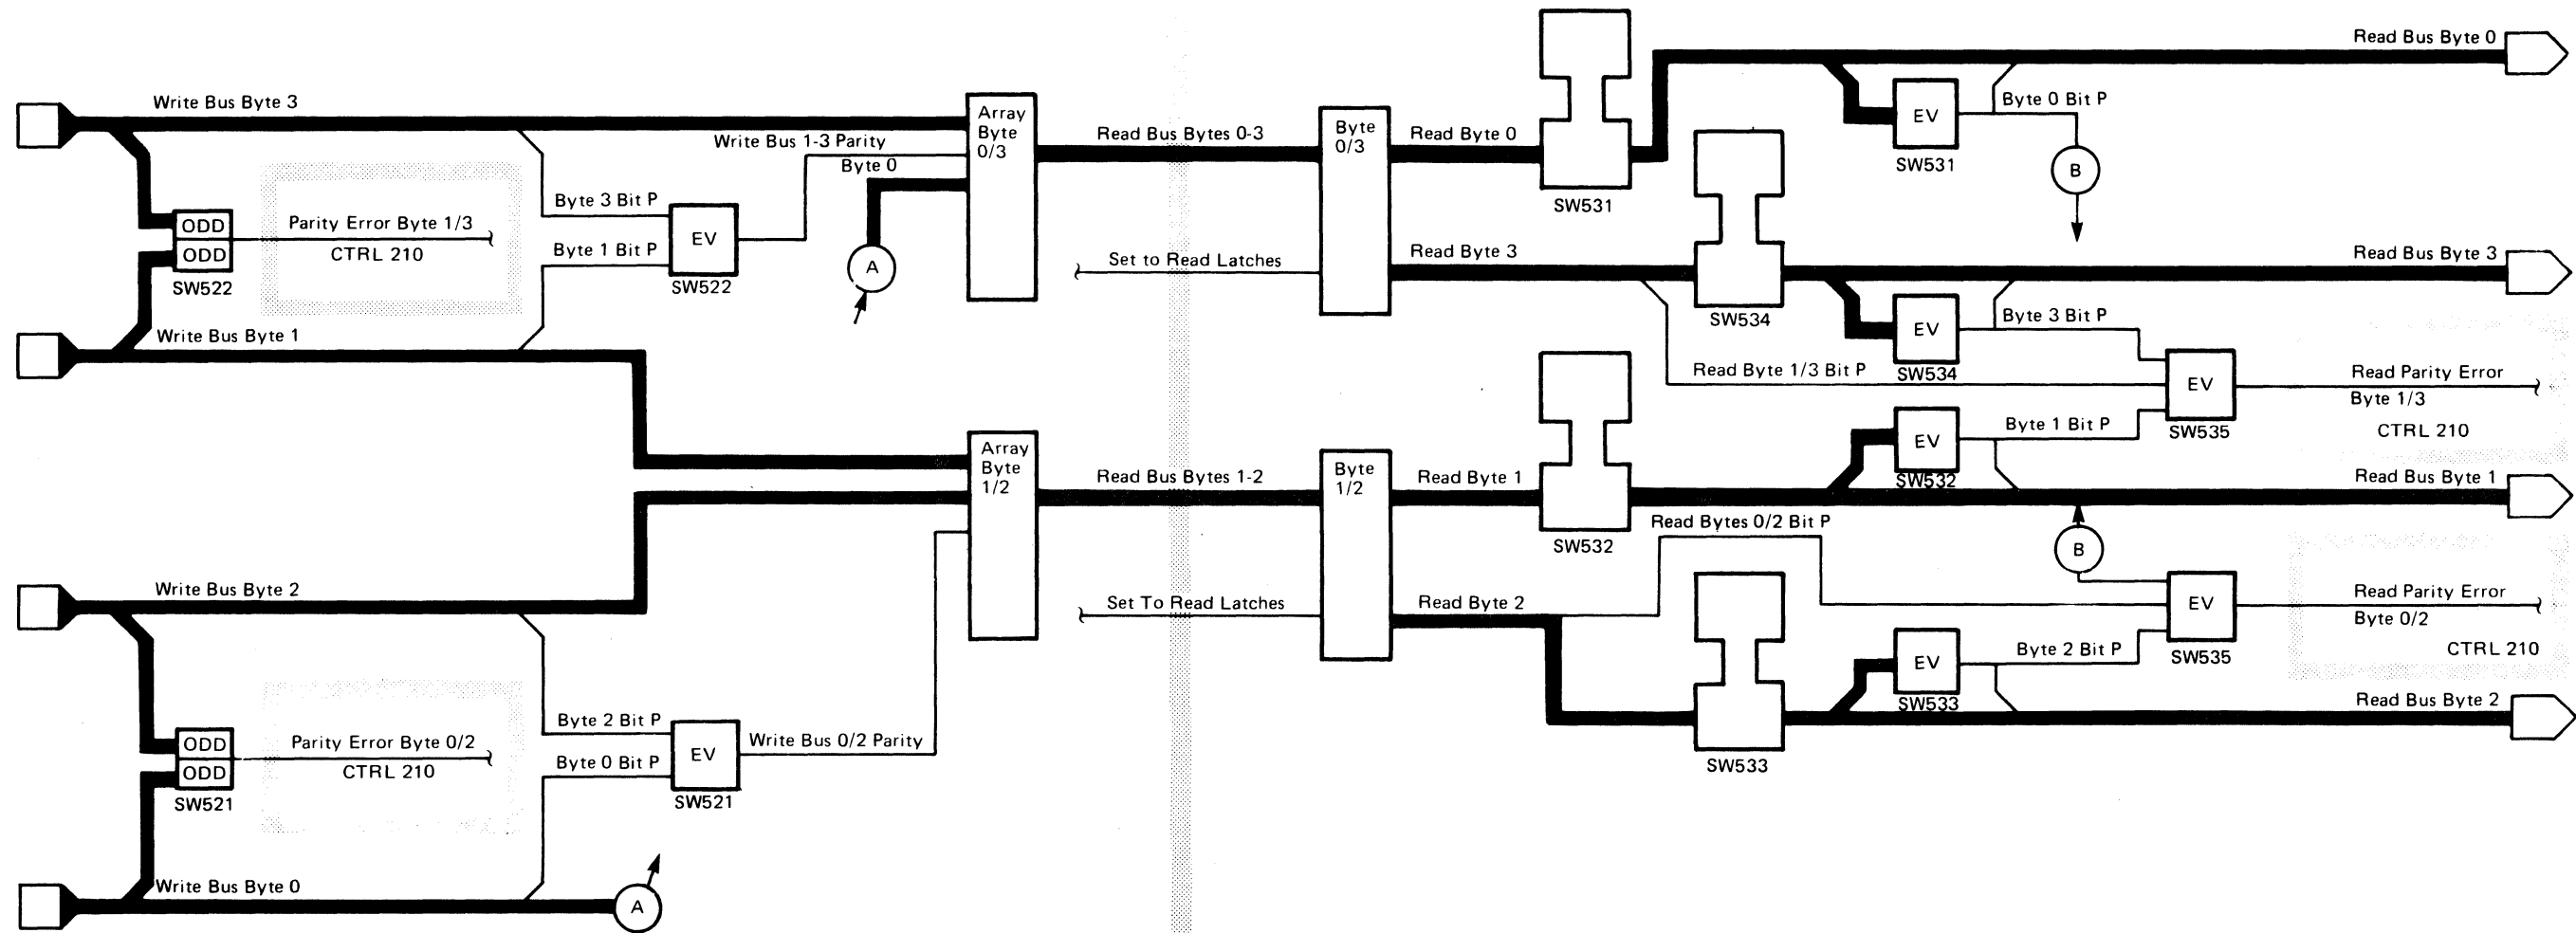 Write Bus Byte 3
Write Bus 1-3 Parity
Byte 0
Array
Byte
0/3
ODD
ODD
SW522
Parity Error Byte 1/3
CTRL 210
Byte 3 Bit P
Byte 1 Bit P
EV
SW522
A
Write Bus Byte 1
Array
Byte
1/2
Write Bus Byte 2
ODD
ODD
SW521
Parity Error Byte 0/2
CTRL 210
Byte 2 Bit P
Byte 0 Bit P
EV
SW521
Write Bus 0/2 Parity
Write Bus Byte 0
A
Read Bus Bytes 0-3
Set to Read Latches
Byte
0/3
Read Byte 0
SW531
Read Bus Byte 0
EV
SW531
Byte 0 Bit P
B
Read Byte 3
SW534
Read Bus Byte 3
EV
SW534
Byte 3 Bit P
Read Byte 1/3 Bit P
EV
SW535
Read Parity Error
Byte 1/3
CTRL 210
EV
SW532
Byte 1 Bit P
Read Bus Bytes 1-2
Set To Read Latches
Byte
1/2
Read Byte 1
SW532
Read Bus Byte 1
Read Bytes 0/2 Bit P
B
Read Byte 2
SW533
EV
SW535
Read Parity Error
Byte 0/2
CTRL 210
EV
SW533
Byte 2 Bit P
Read Bus Byte 2